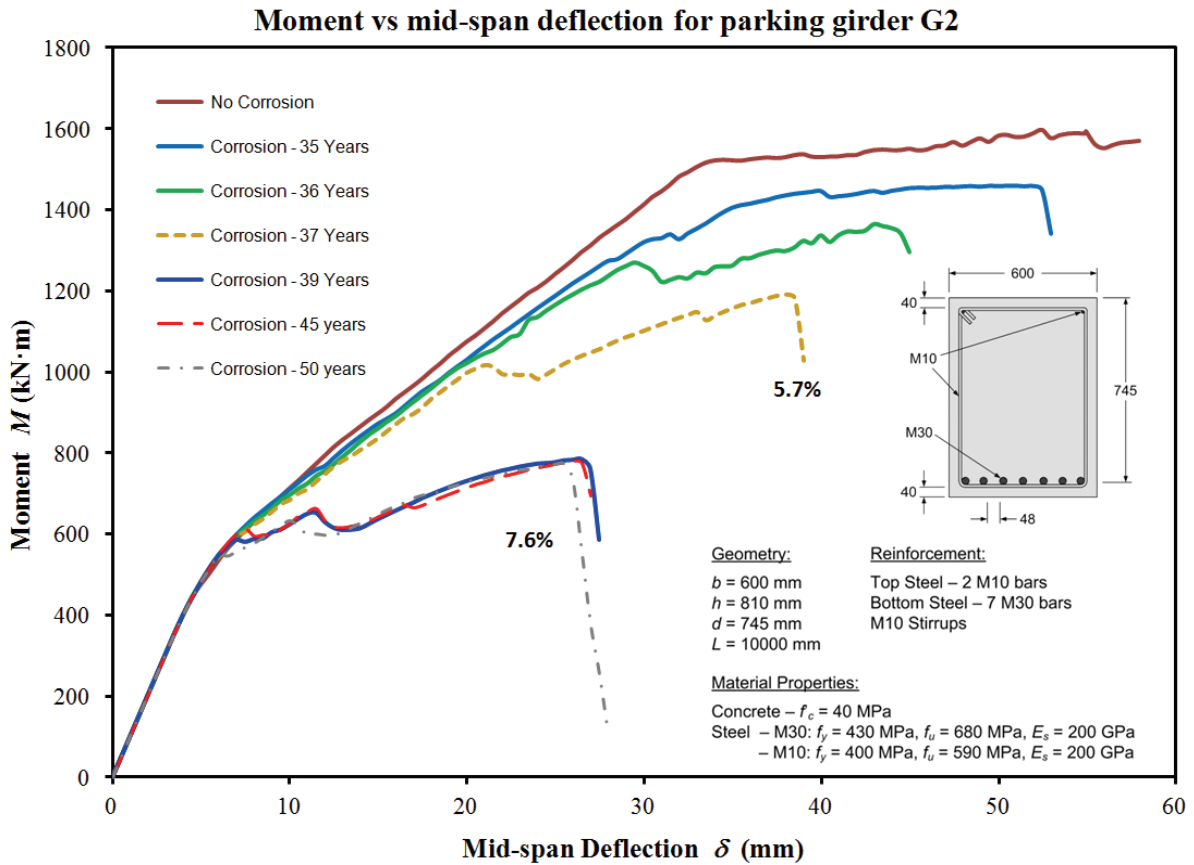 Moment vs mid-span deflection for parking girder G2
1800
1600
1400
1200
1000
800
600
400
200
0
Moment M (kN·m)
No Corrosion
Corrosion - 35 Years
Corrosion - 36 Years
Corrosion - 37 Years
Corrosion - 39 Years
Corrosion - 45 years
Corrosion - 50 years
5.7%
7.6%
600
40
M10
745
M30
40
48
Geometry:
b = 600 mm
h = 810 mm
d = 745 mm
L = 10000 mm
Reinforcement:
Top Steel – 2 M10 bars
Bottom Steel – 7 M30 bars
M10 Stirrups
Material Properties:
Concrete – f'c = 40 MPa
Steel – M30: fy = 430 MPa, fu = 680 MPa, Es = 200 GPa
– M10: fy = 400 MPa, fu = 590 MPa, Es = 200 GPa
0 10 20 30 40 50 60
Mid-span Deflection δ (mm)